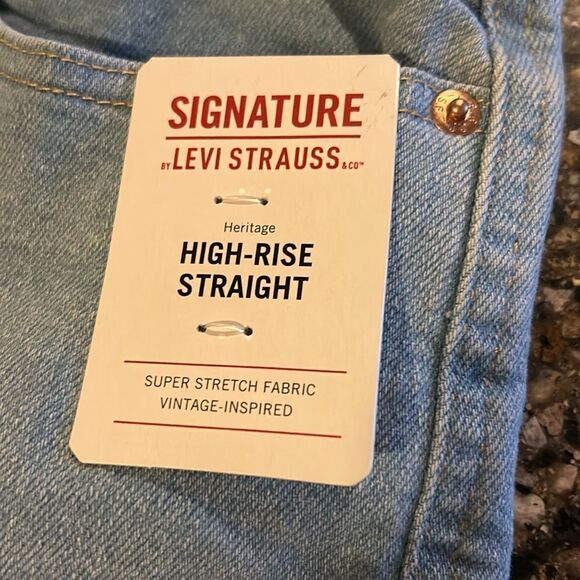 SIGNATURE
BY LEVI STRAUSS & CO™
Heritage
HIGH-RISE
STRAIGHT
SUPER STRETCH FABRIC
VINTAGE-INSPIRED